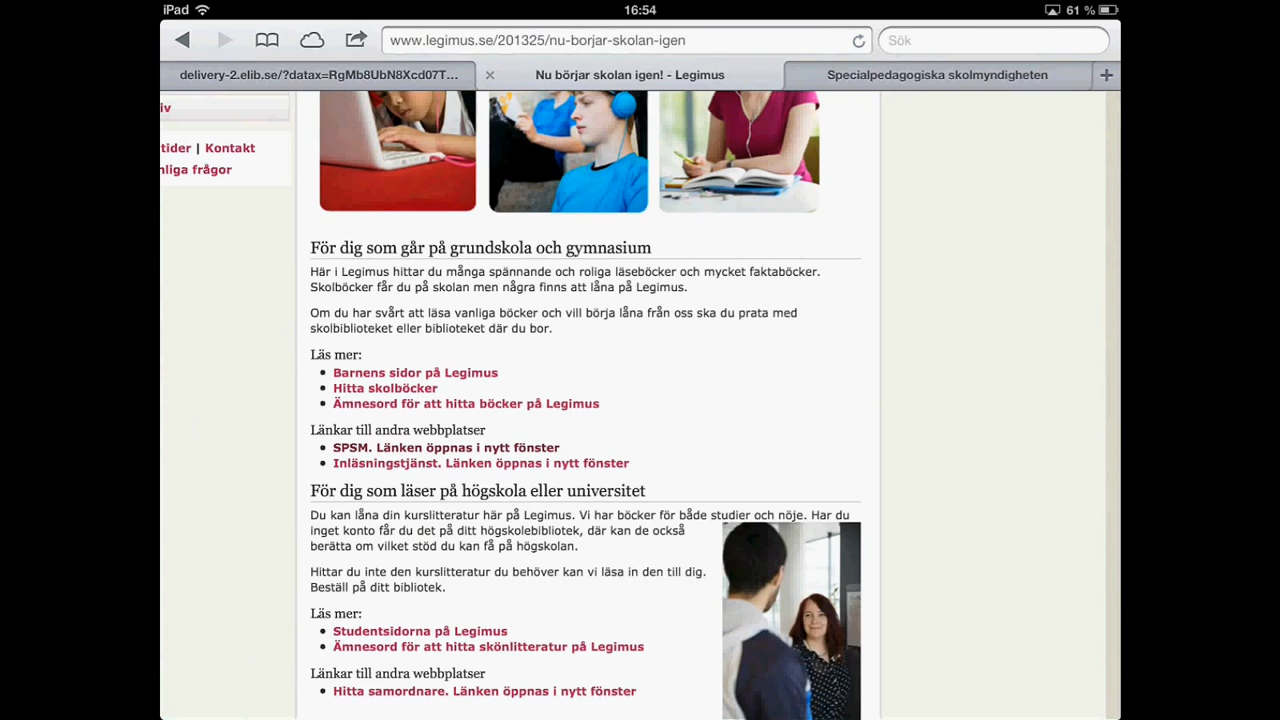 iPad 16:54 61 %
www.legimus.se/201325/nu-borjar-skolan-igen Sök
delivery-2.elib.se/?datax=RgMb8UbN8Xcd07T... Nu börjar skolan igen! - Legimus Specialpedagogiska skolmyndigheten
iv
tider | Kontakt
nliga frågor
För dig som går på grundskola och gymnasium
Här i Legimus hittar du många spännande och roliga läseböcker och mycket faktaböcker.
Skolböcker får du på skolan men några finns att låna på Legimus.
Om du har svårt att läsa vanliga böcker och vill börja låna från oss ska du prata med
skolbiblioteket eller biblioteket där du bor.
Läs mer:
Barnens sidor på Legimus
Hitta skolböcker
Ämnesord för att hitta böcker på Legimus
Länkar till andra webbplatser
SPSM. Länken öppnas i nytt fönster
Inläsningstjänst. Länken öppnas i nytt fönster
För dig som läser på högskola eller universitet
Du kan låna din kurslitteratur här på Legimus. Vi har böcker för både studier och nöje. Har du
inget konto får du det på ditt högskolebibliotek, där kan de också
berätta om vilket stöd du kan få på högskolan.
Hittar du inte den kurslitteratur du behöver kan vi läsa in den till dig.
Beställ på ditt bibliotek.
Läs mer:
Studentsidorna på Legimus
Ämnesord för att hitta skönlitteratur på Legimus
Länkar till andra webbplatser
Hitta samordnare. Länken öppnas i nytt fönster